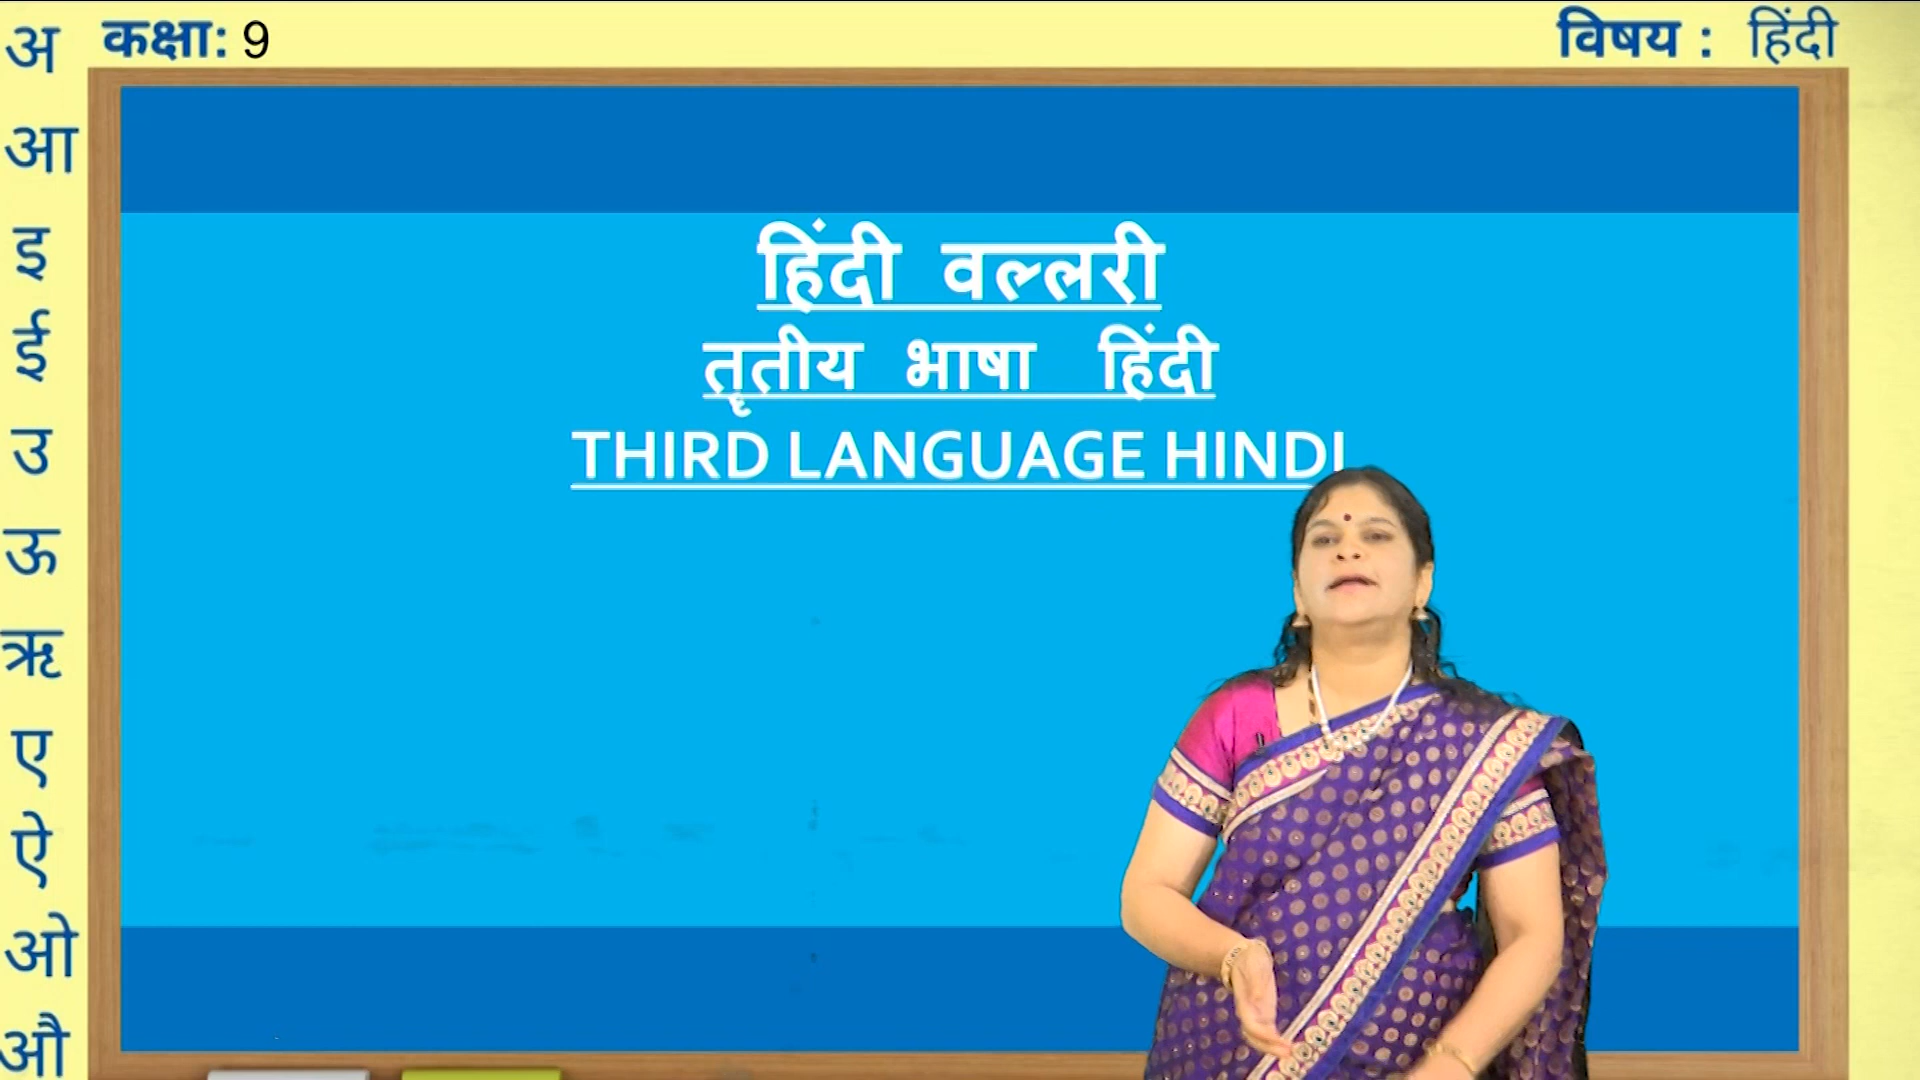 कक्षा: 9
विषय : हिंदी
अ
आ
इ
ई
उ
ऊ
ऋ
ए
ऐ
ओ
औ
हिंदी वल्लरी
तृतीय भाषा हिंदी
THIRD LANGUAGE HINDI